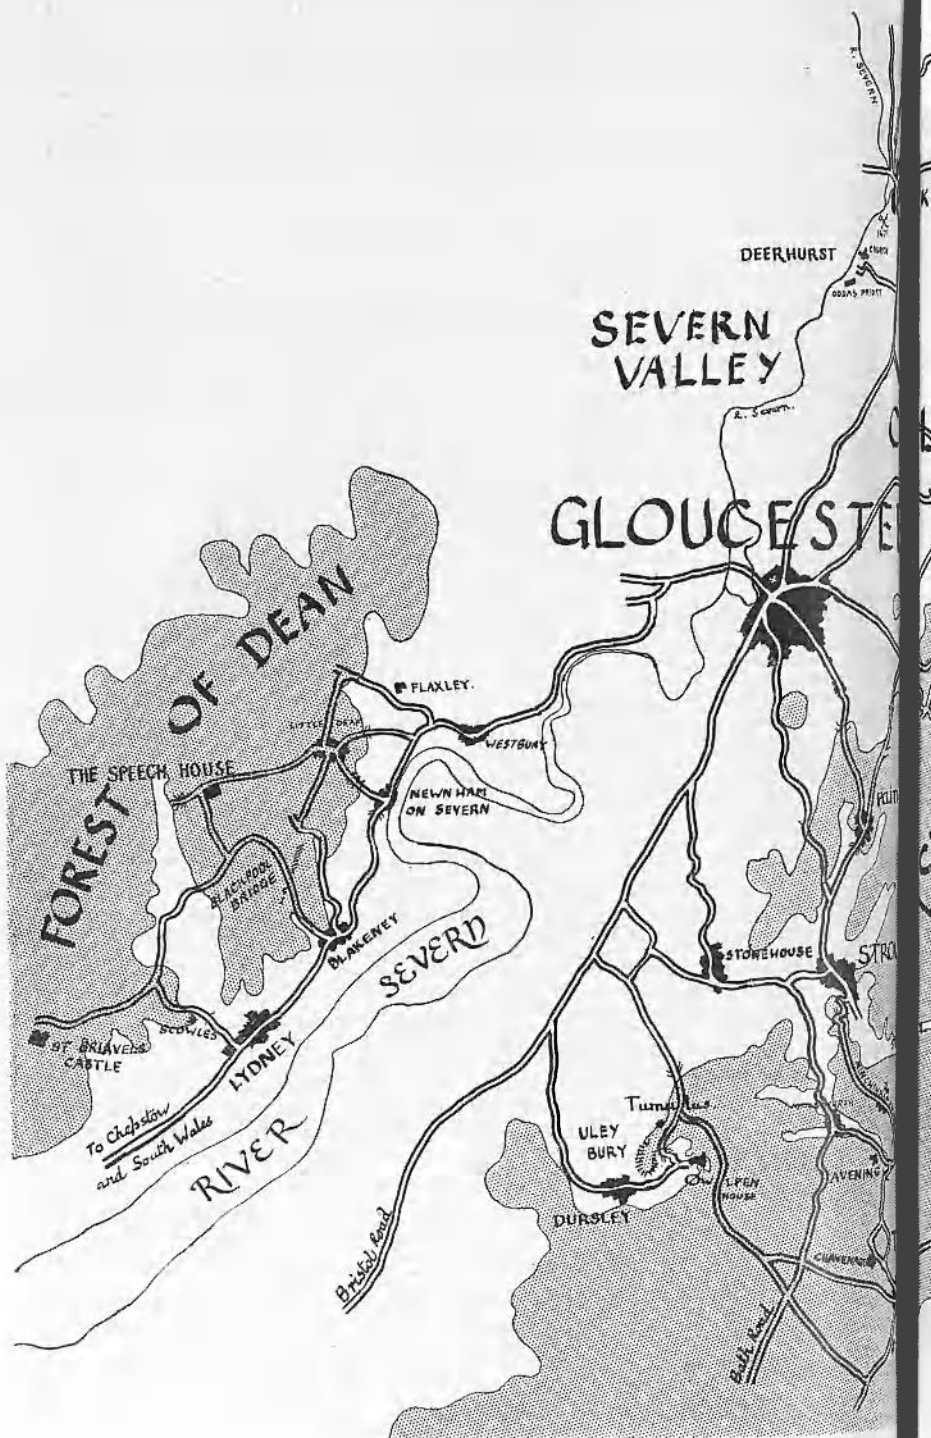 R. SEVERN
1471
DEERHURST
CHURCH
ODDAS PRIORY
SEVERN
VALLEY
R. Severn.
GLOUCESTE
FOREST OF DEAN
FLAXLEY.
LITTLE DEAN
WESTBURY
THE SPEECH HOUSE
NEWNHAM
ON SEVERN
BLACKPOOL
BRIDGE
BLAKENEY
STONEHOUSE
STROU
SCOWLES
ST BRIAVELS
CASTLE
LYDNEY
RIVER SEVERN
To Chepstow
and South Wales
Tumulus.
ULEY
BURY
OWLPEN
HOUSE
AVENING
DURSLEY
Bristol Road
Bath Road